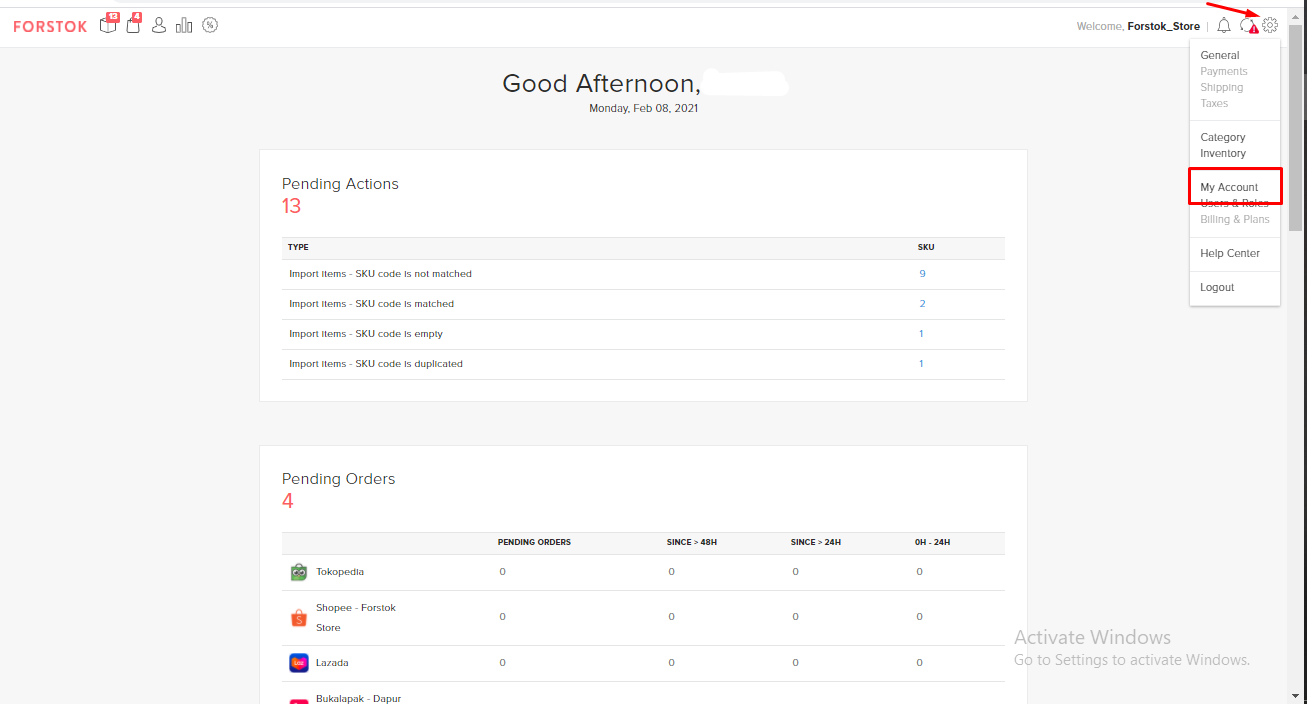 FORSTOK
13
4
Welcome, Forstok_Store
General
Payments
Shipping
Taxes
Category
Inventory
My Account
Users & Roles
Billing & Plans
Help Center
Logout
Good Afternoon,
Monday, Feb 08, 2021
Pending Actions
13
TYPE SKU
Import items - SKU code is not matched 9
Import items - SKU code is matched 2
Import items - SKU code is empty 1
Import items - SKU code is duplicated 1
Pending Orders
4
PENDING ORDERS SINCE > 48H SINCE > 24H 0H - 24H
Tokopedia 0 0 0 0
Shopee - Forstok
Store 0 0 0 0
Lazada 0 0 0 0
Bukalapak - Dapur
Activate Windows
Go to Settings to activate Windows.